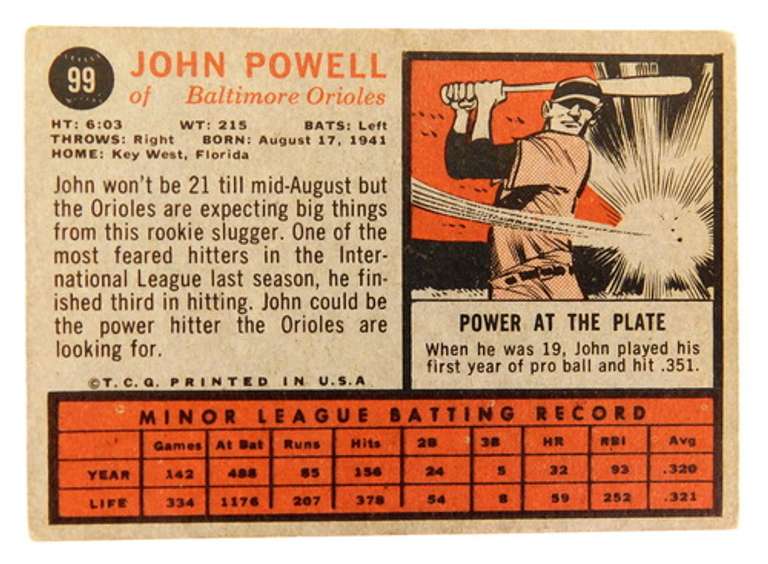 99
JOHN POWELL
of Baltimore Orioles
HT: 6:03 WT: 215 BATS: Left
THROWS: Right BORN: August 17, 1941
HOME: Key West, Florida
John won't be 21 till mid-August but
the Orioles are expecting big things
from this rookie slugger. One of the
most feared hitters in the Inter-
national League last season, he fin-
ished third in hitting. John could be
the power hitter the Orioles are
looking for.
©T. C. G. PRINTED IN U.S.A
POWER AT THE PLATE
When he was 19, John played his
first year of pro ball and hit .351.
MINOR LEAGUE BATTING RECORD
Games At Bat Runs Hits 2B 3B HR RBI Avg
YEAR 142 488 85 156 24 5 32 93 .320
LIFE 334 1176 207 378 54 8 59 252 .321